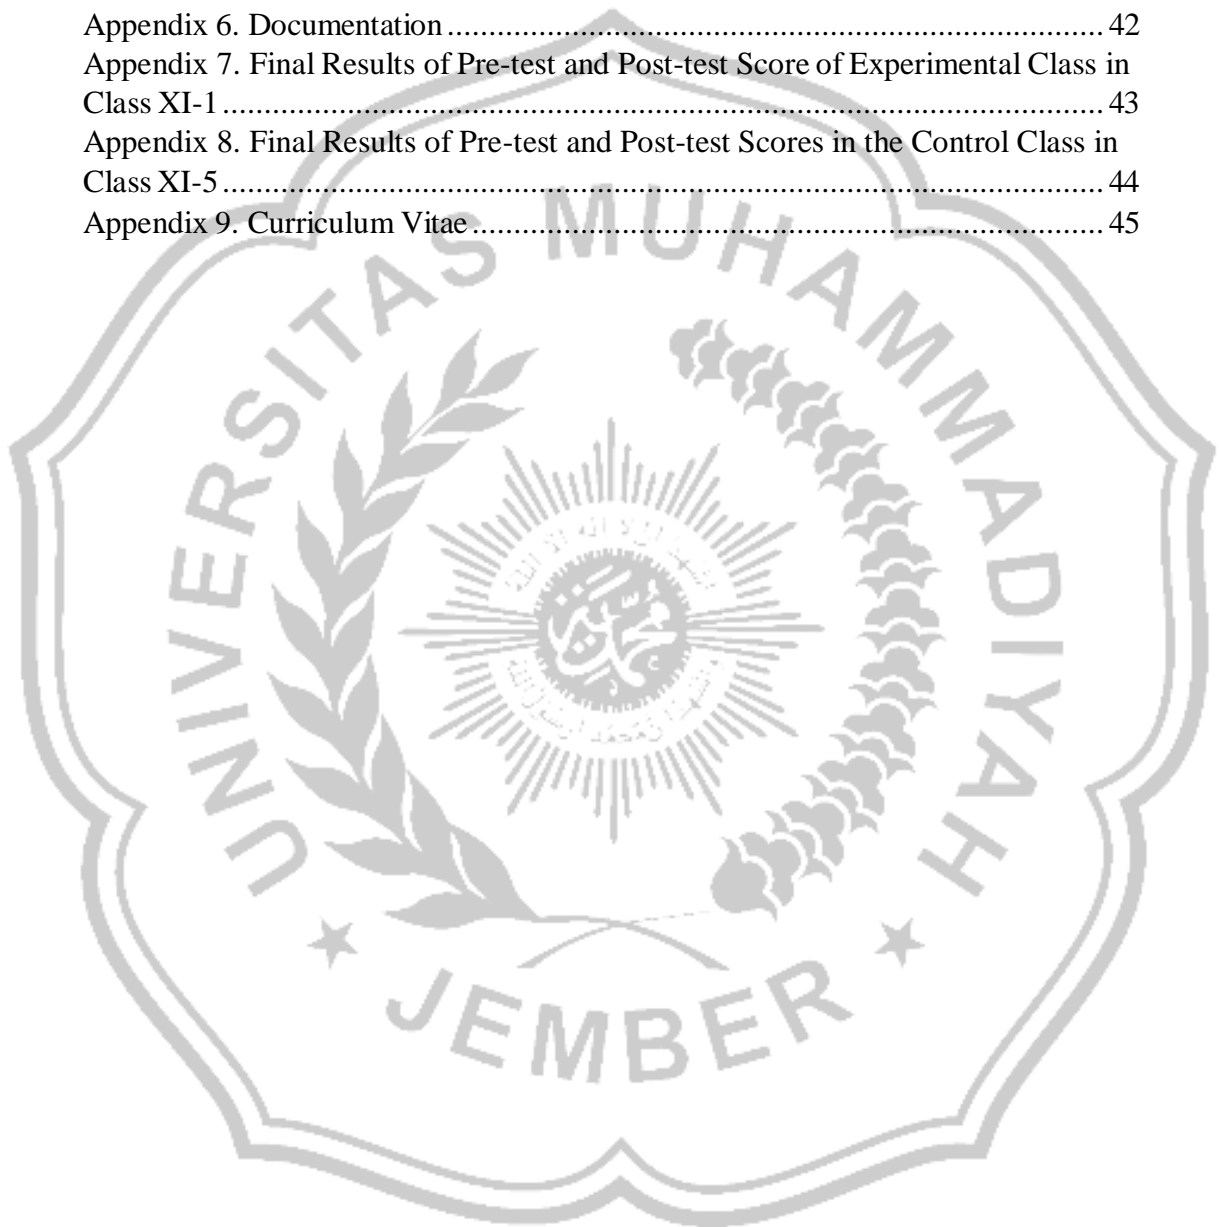 Appendix 6. Documentation ................................................................................ 42
Appendix 7. Final Results of Pre-test and Post-test Score of Experimental Class in
Class XI-1 ........................................................................................................... 43
Appendix 8. Final Results of Pre-test and Post-test Scores in the Control Class in
Class XI-5 ........................................................................................................... 44
Appendix 9. Curriculum Vitae ............................................................................. 45
UNIVERSITAS MUHAMMADIYAH
JEMBER